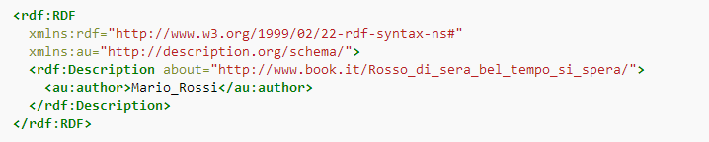 <rdf:RDF
xmlns:rdf="http://www.w3.org/1999/02/22-rdf-syntax-ns#"
xmlns:au="http://description.org/schema/">
<rdf:Description about="http://www.book.it/Rosso_di_sera_bel_tempo_si_spera/">
<au:author>Mario_Rossi</au:author>
</rdf:Description>
</rdf:RDF>